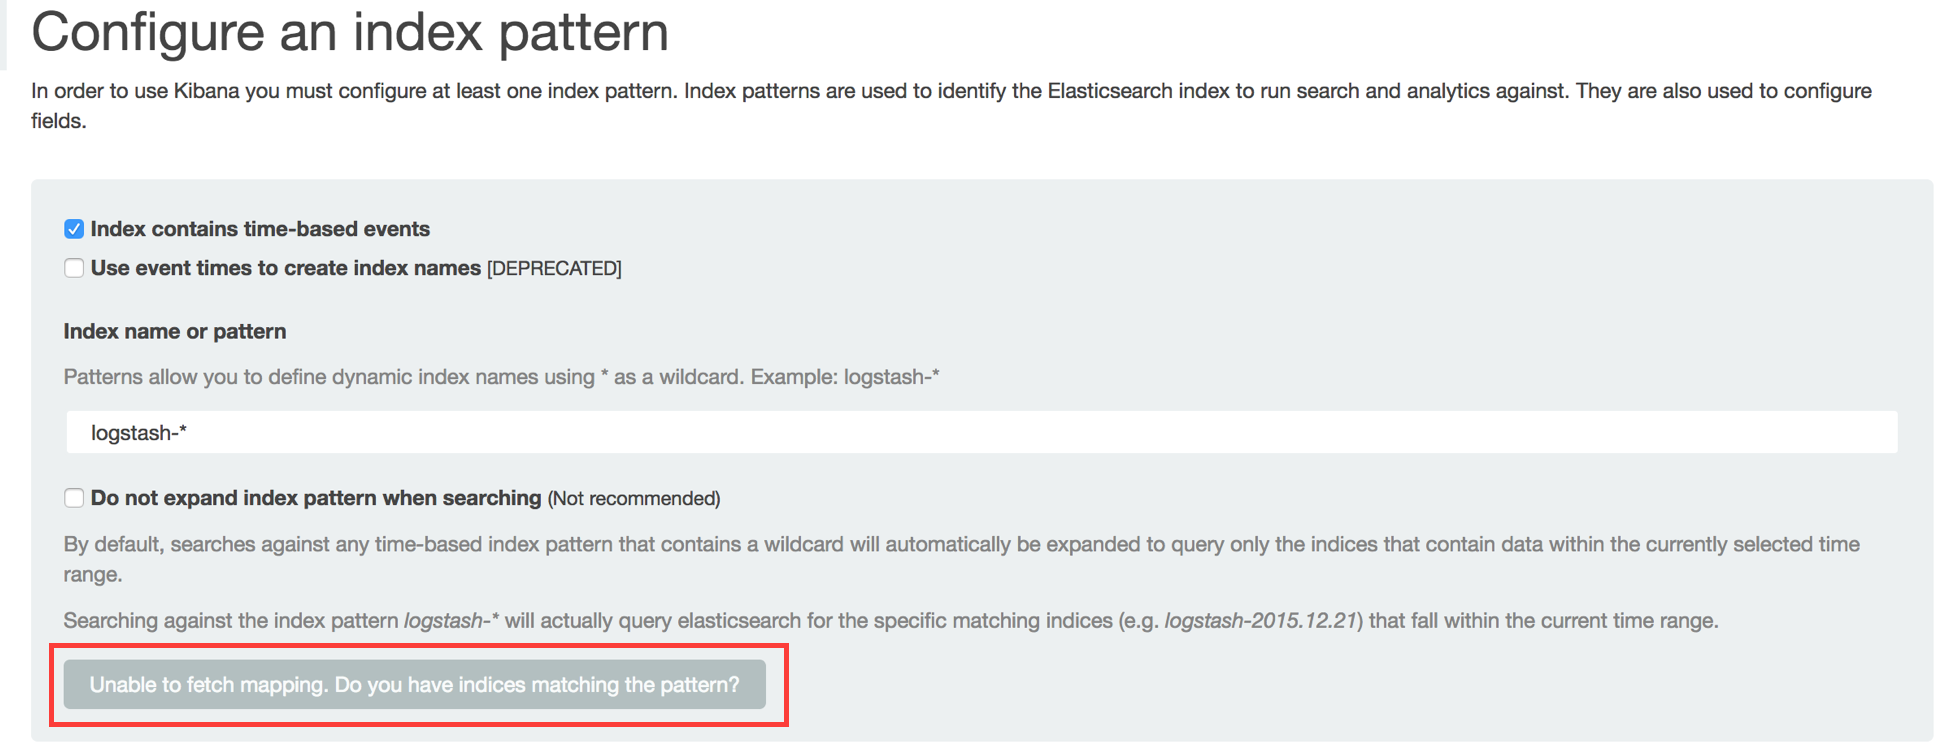 Configure an index pattern
In order to use Kibana you must configure at least one index pattern. Index patterns are used to identify the Elasticsearch index to run search and analytics against. They are also used to configure
fields.
Index contains time-based events
Use event times to create index names [DEPRECATED]
Index name or pattern
Patterns allow you to define dynamic index names using * as a wildcard. Example: logstash-*
logstash-*
Do not expand index pattern when searching (Not recommended)
By default, searches against any time-based index pattern that contains a wildcard will automatically be expanded to query only the indices that contain data within the currently selected time
range.
Searching against the index pattern logstash-* will actually query elasticsearch for the specific matching indices (e.g. logstash-2015.12.21) that fall within the current time range.
Unable to fetch mapping. Do you have indices matching the pattern?